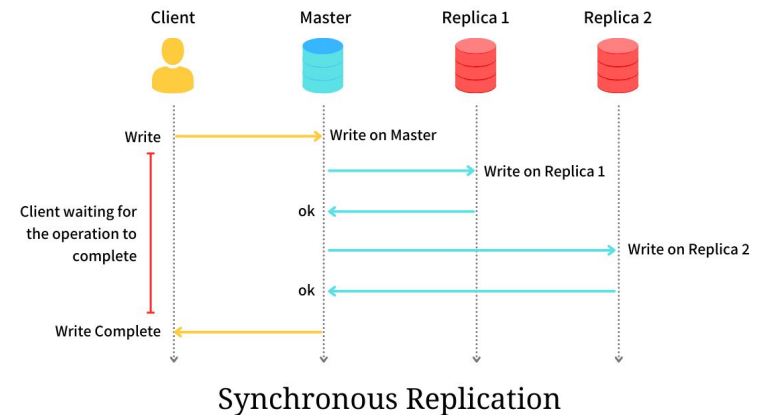 Client
Master
Replica 1
Replica 2
Write
Write on Master
Write on Replica 1
Client waiting for
the operation to
complete
ok
Write on Replica 2
ok
Write Complete
Synchronous Replication